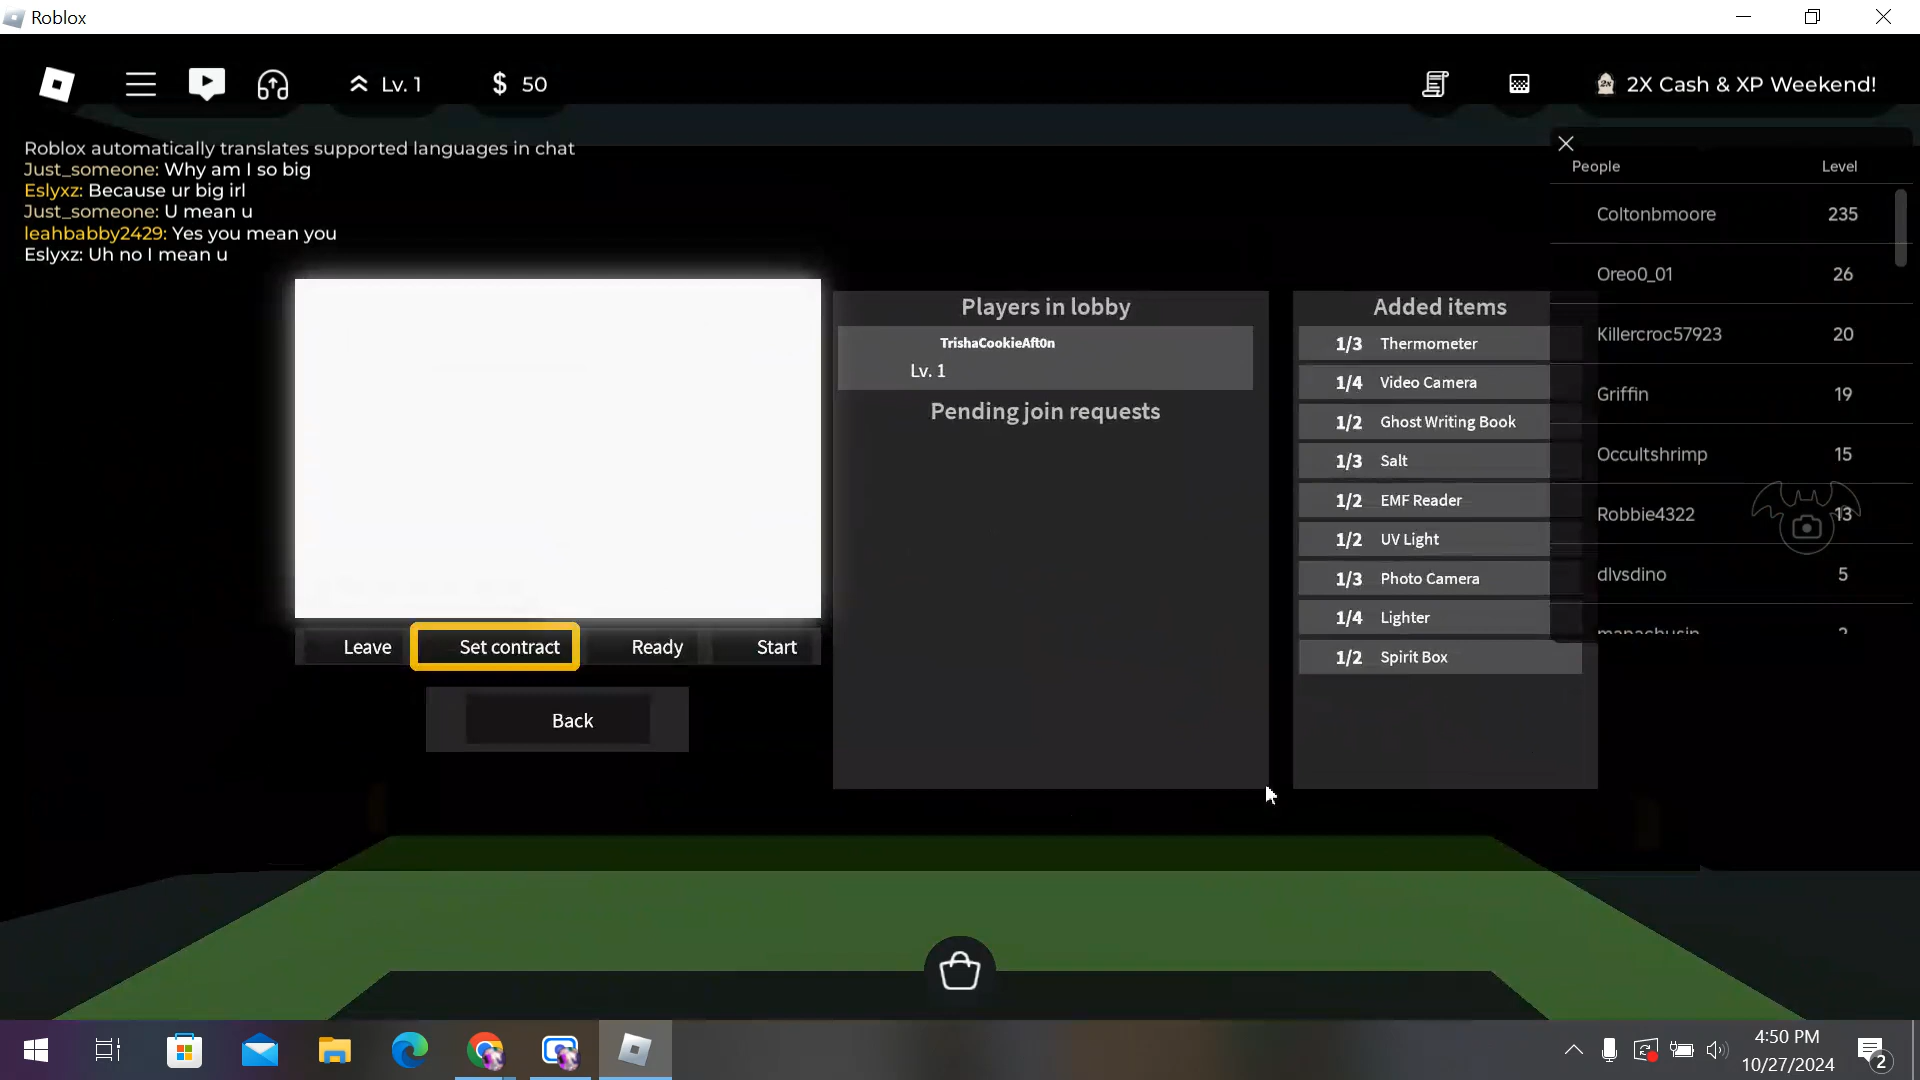 Roblox
Lv. 1
$ 50
2X Cash & XP Weekend!
Roblox automatically translates supported languages in chat
Just_someone: Why am I so big
Eslyxz: Because ur big irl
Just_someone: U mean u
leahbabby2429: Yes you mean you
Eslyxz: Uh no I mean u
People Level
Coltonbmoore 235
Oreo0_01 26
Killercroc57923 20
Griffin 19
Occultshrimp 15
Robbie4322 13
dlvsdino 5
Players in lobby
TrishaCookieAft0n
Lv. 1
Pending join requests
Added items
1/3 Thermometer
1/4 Video Camera
1/2 Ghost Writing Book
1/3 Salt
1/2 EMF Reader
1/2 UV Light
1/3 Photo Camera
1/4 Lighter
1/2 Spirit Box
Leave Set contract Ready Start
Back
4:50 PM
10/27/2024
2